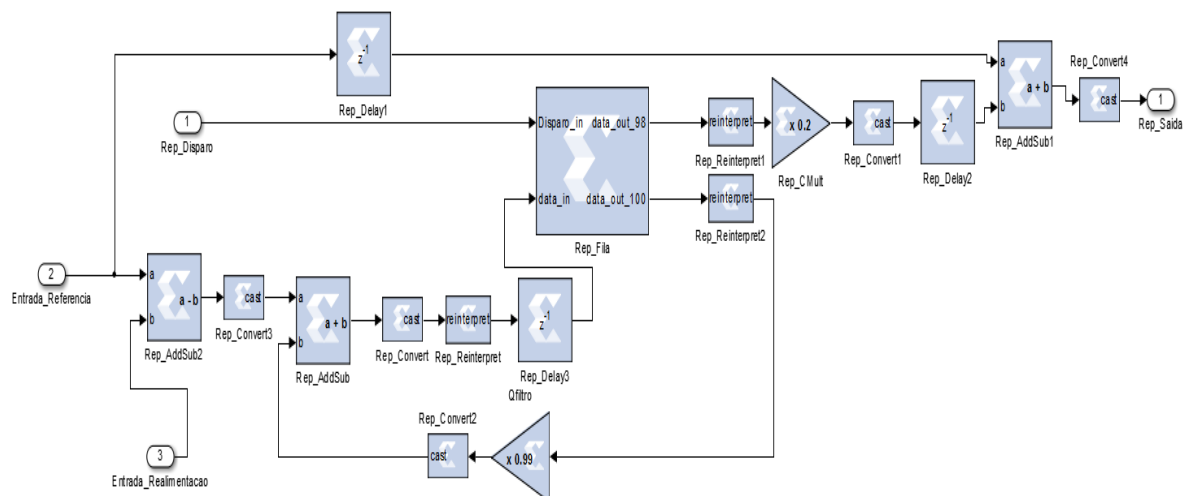 z-1
Rep_Delay1
1
Rep_Disparo
Disparo_in data_out_98
data_in data_out_100
Rep_Fila
reinterpret
Rep_Reinterpret1
x 0.2
Rep_CMult
cast
Rep_Convert1
z-1
Rep_Delay2
a
b
a + b
Rep_AddSub1
Rep_Convert4
cast
1
Rep_Saida
reinterpret
Rep_Reinterpret2
2
Entrada_Referencia
a
b
a - b
Rep_AddSub2
cast
Rep_Convert3
a
b
a + b
Rep_AddSub
cast
Rep_Convert
reinterpret
Rep_Reinterpret
z-1
Rep_Delay3
Qfiltro
x 0.99
Rep_Convert2
cast
3
Entrada_Realimentacao